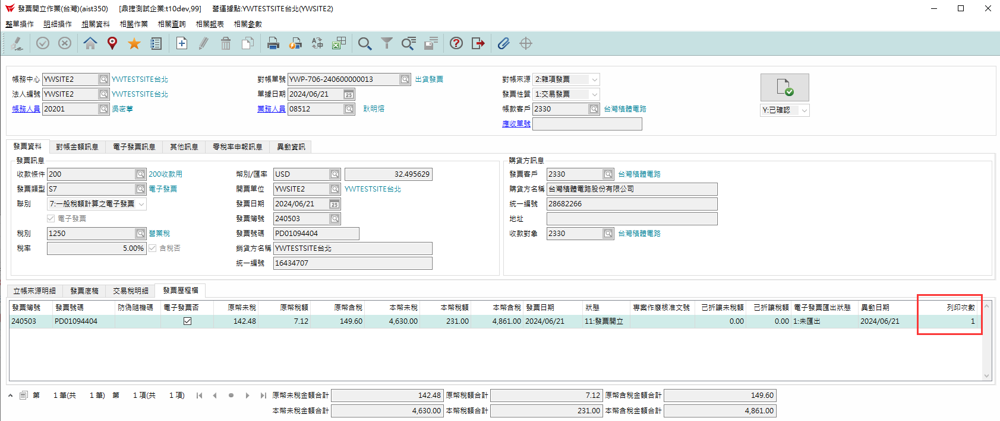 發票開立作業(台灣)(aist350) [鼎捷測試企業:t10dev,99] 營運據點:YWTESTSITE台北(YWSITE2)
整單操作 明細操作 相關資料 相關作業 相關查詢 相關報表 相關參數
帳務中心 YWSITE2 YWTESTSITE台北 對帳單號 YWP-706-240600000013 出貨發票 對帳來源 2:雜項發票
法人編號 YWSITE2 YWTESTSITE台北 單據日期 2024/06/21 25 發票性質 1:交易發票
帳務人員 20201 吳密蓁 業務人員 08512 耿明熔 帳款客戶 2330 台灣積體電路 Y:已確認
應收單號
發票資料 對帳金額訊息 電子發票訊息 其他訊息 零稅率申報訊息 異動資訊
發票訊息 購貨方訊息
收款條件 200 200收款用 幣別/匯率 USD 32.495629 發票客戶 2330 台灣積體電路
發票類型 S7 電子發票 開票單位 YWSITE2 YWTESTSITE台北 購貨方名稱 台灣積體電路股份有限公司
聯別 7:一般稅額計算之電子發票 發票日期 2024/06/21 25 統一編號 28682266
電子發票 發票簿號 240503 地址
稅別 1250 營業稅 發票號碼 PD01094404 收款對象 2330 台灣積體電路
稅率 5.00% 含稅否 銷貨方名稱 YWTESTSITE台北
統一編號 16434707
立帳來源明細 發票底稿 交易稅明細 發票歷程檔
發票簿號 發票號碼 防偽隨機碼 電子發票否 原幣未稅 原幣稅額 原幣含稅 本幣未稅 本幣稅額 本幣含稅 發票日期 狀態 專案作廢核准文號 已折讓未稅額 已折讓稅額 電子發票匯出狀態 異動日期 列印次數
240503 PD01094404 142.48 7.12 149.60 4,630.00 231.00 4,861.00 2024/06/21 11:發票開立 0.00 0.00 1:未匯出 2024/06/21 1
第 1 筆(共 1 筆) 第 1 項(共 1 項) 原幣未稅金額合計 142.48 原幣稅額合計 7.12 原幣含稅金額合計 149.60
本幣未稅金額合計 4,630.00 本幣稅額合計 231.00 本幣含稅金額合計 4,861.00